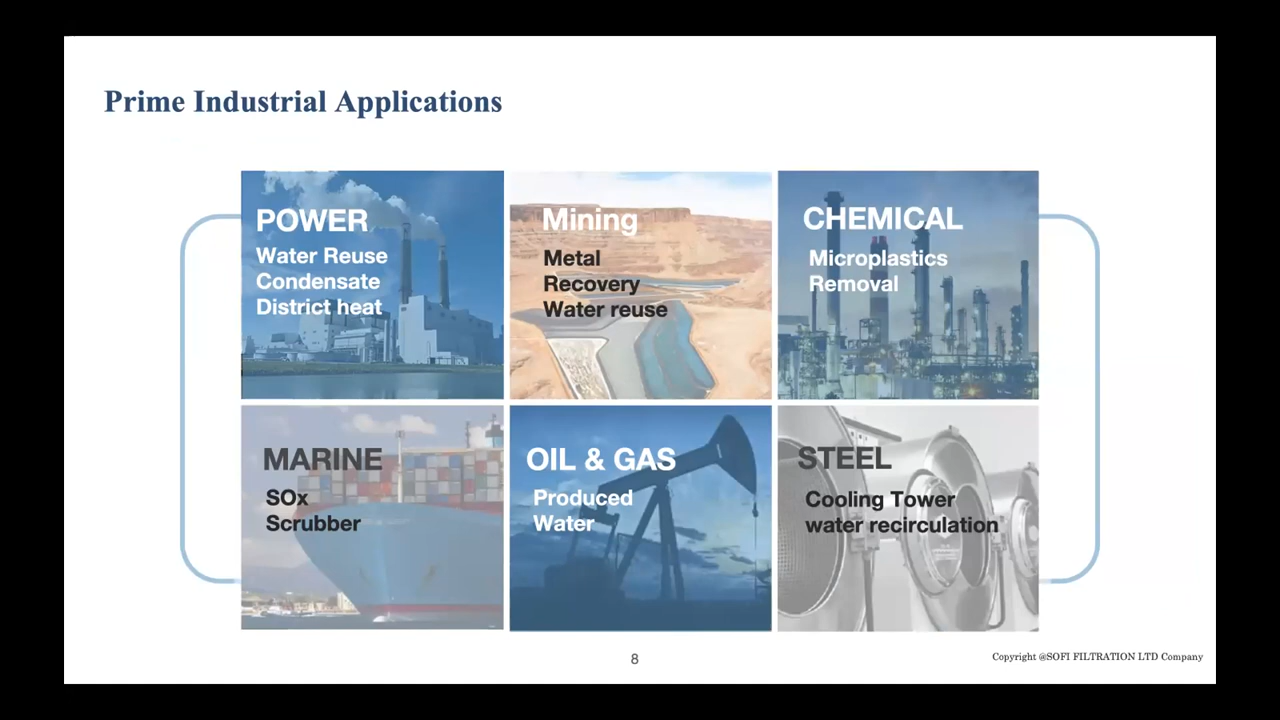 Prime Industrial Applications
POWER
Water Reuse
Condensate
District heat
Mining
Metal
Recovery
Water reuse
CHEMICAL
Microplastics
Removal
MARINE
SOx
Scrubber
OIL & GAS
Produced
Water
STEEL
Cooling Tower
water recirculation
8
Copyright @SOFI FILTRATION LTD Company